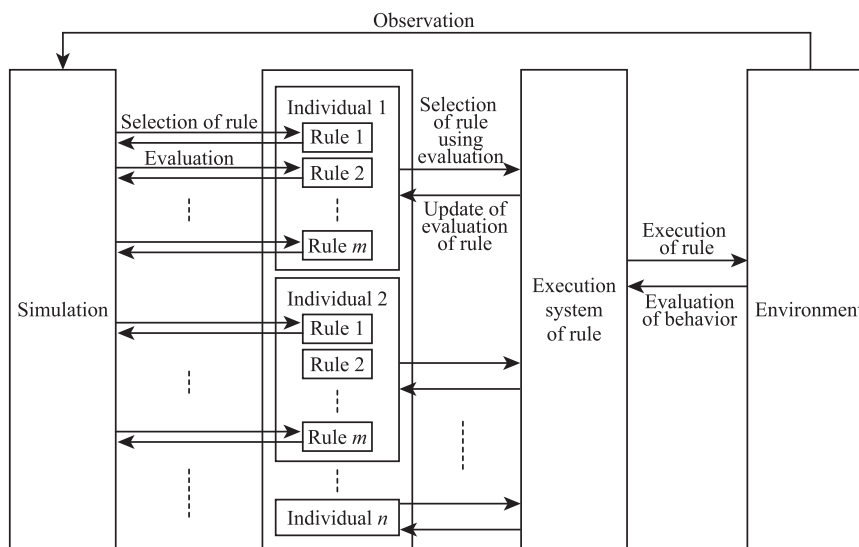 Observation
Simulation
Selection of rule
Evaluation
Individual 1
Rule 1
Rule 2
Rule m
Individual 2
Rule 1
Rule 2
Rule m
Individual n
Selection
of rule
using
evaluation
Update of
evaluation
of rule
Execution
system
of rule
Execution
of rule
Evaluation
of behavior
Environment